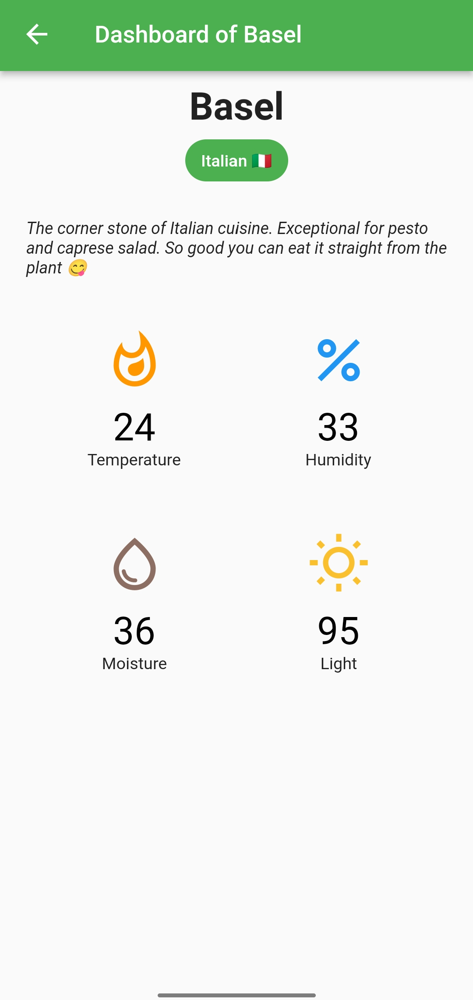 Dashboard of Basel
Basel
Italian 🇮🇹
The corner stone of Italian cuisine. Exceptional for pesto
and caprese salad. So good you can eat it straight from the
plant 😋
24
33
Temperature
Humidity
36
95
Moisture
Light